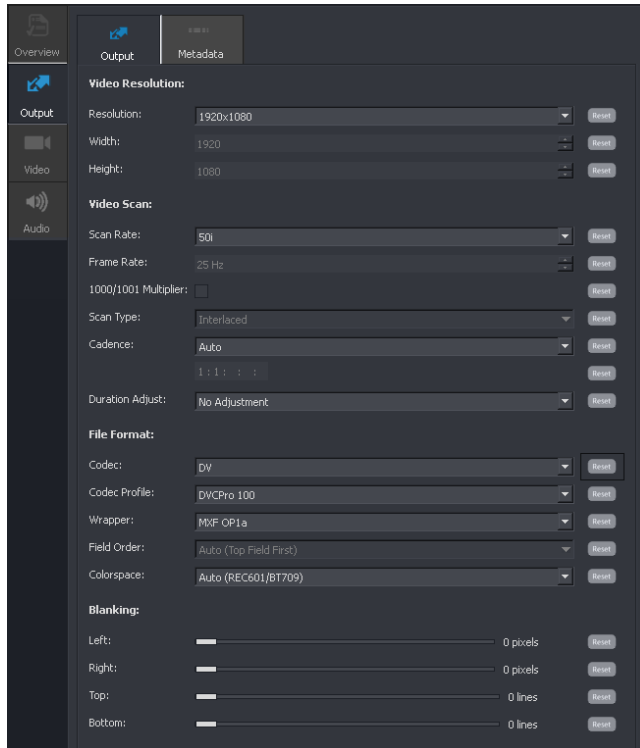 Overview
Output
Video
Audio
Output
Metadata
Video Resolution:
Resolution: 1920x1080 Reset
Width: 1920 Reset
Height: 1080 Reset
Video Scan:
Scan Rate: 50i Reset
Frame Rate: 25 Hz Reset
1000/1001 Multiplier: Reset
Scan Type: Interlaced Reset
Cadence: Auto Reset
1:1: : : Reset
Duration Adjust: No Adjustment Reset
File Format:
Codec: DV Reset
Codec Profile: DVCPro 100 Reset
Wrapper: MXF OP1a Reset
Field Order: Auto (Top Field First) Reset
Colorspace: Auto (REC601/BT709) Reset
Blanking:
Left: 0 pixels Reset
Right: 0 pixels Reset
Top: 0 lines Reset
Bottom: 0 lines Reset